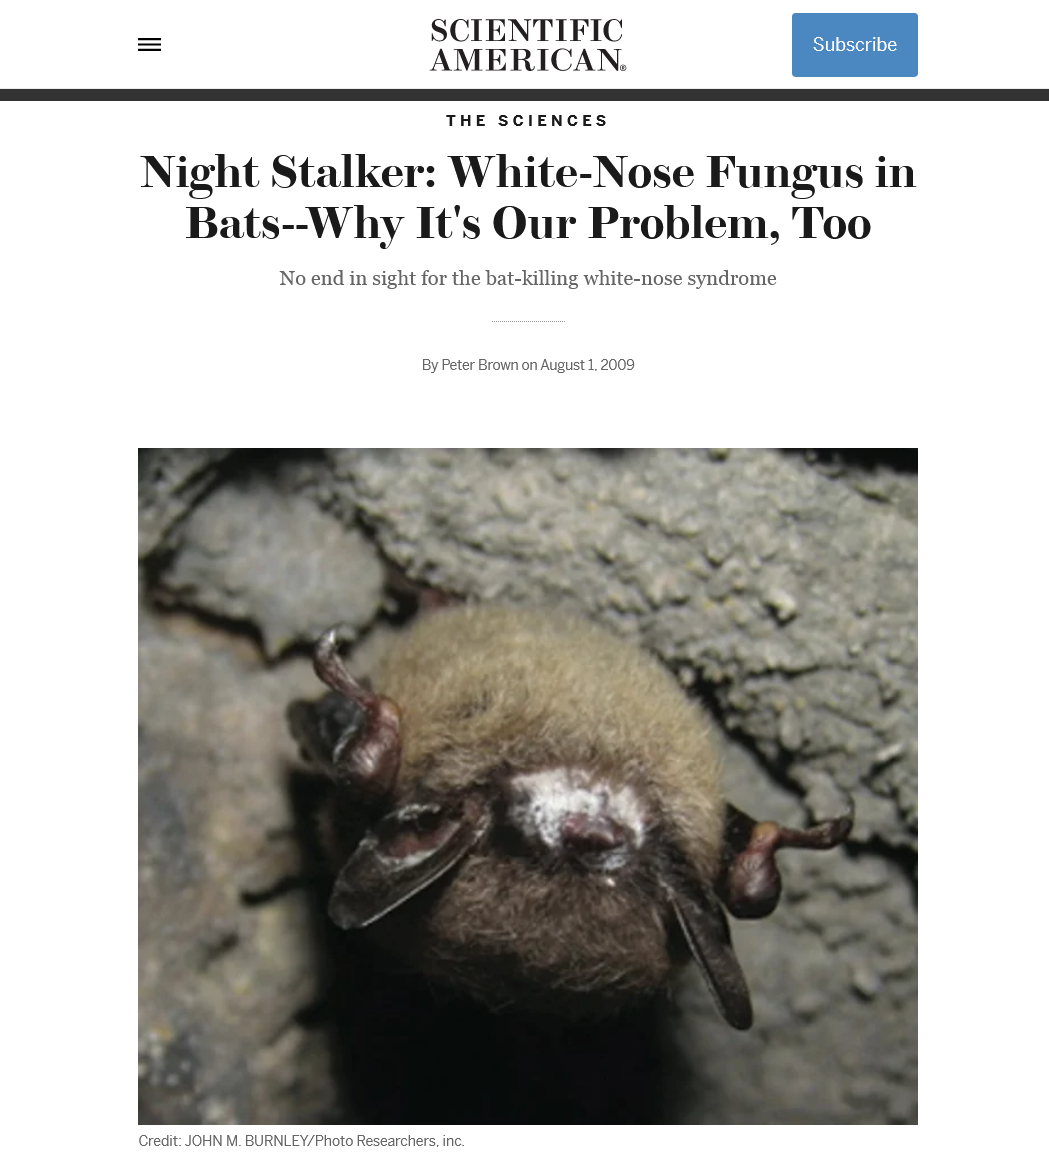 SCIENTIFIC
AMERICAN®
Subscribe
THE SCIENCES
Night Stalker: White-Nose Fungus in
Bats--Why It's Our Problem, Too
No end in sight for the bat-killing white-nose syndrome
By Peter Brown on August 1, 2009
Credit: JOHN M. BURNLEY/Photo Researchers, inc.